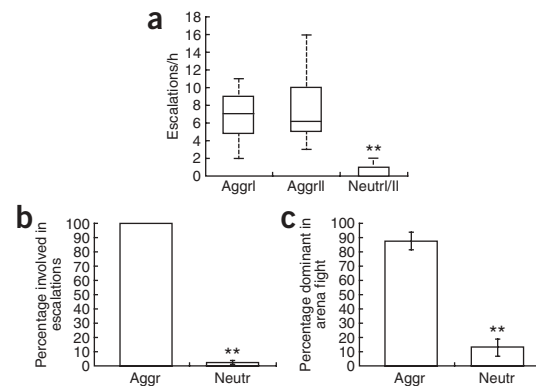 a
Escalations/h
18
16
14
12
10
8
6
4
2
0
**
AggrI
AggrII
NeutrI/II
b
Percentage involved in
escalations
100
90
80
70
60
50
40
30
20
10
0
**
Aggr
Neutr
c
Percentage dominant in
arena fight
100
90
80
70
60
50
40
30
20
10
0
**
Aggr
Neutr